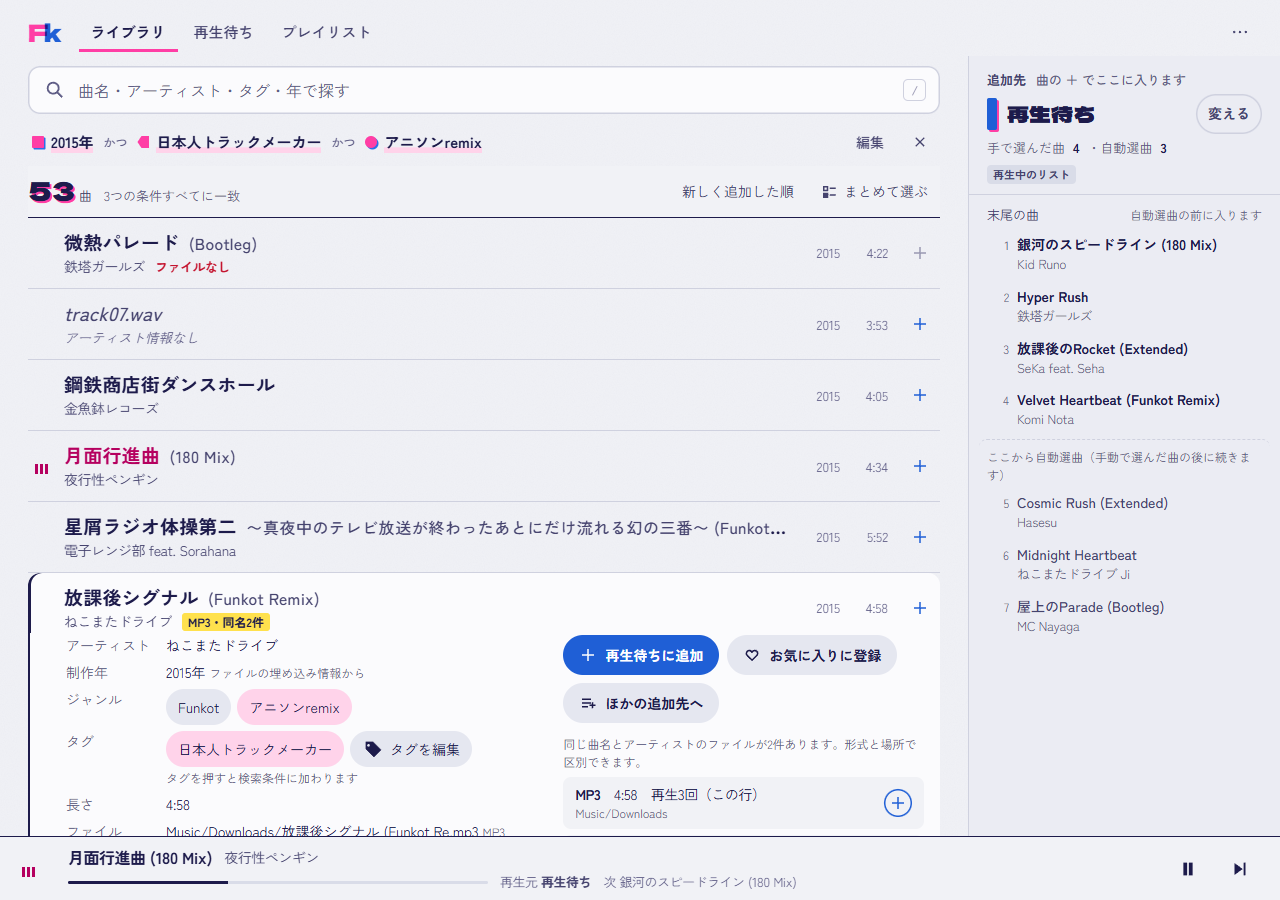 Fk ライブラリ 再生待ち プレイリスト …
曲名・アーティスト・タグ・年で探す /
2015年 かつ 日本人トラックメーカー かつ アニソンremix 編集 ×
53曲 3つの条件すべてに一致 新しく追加した順 まとめて選ぶ
微熱パレード (Bootleg) 2015 4:22 +
鉄塔ガールズ ファイルなし
track07.wav 2015 3:53 +
アーティスト情報なし
鋼鉄商店街ダンスホール 2015 4:05 +
金魚鉢レコーズ
月面行進曲 (180 Mix) 2015 4:34 +
夜行性ペンギン
星屑ラジオ体操第二 〜真夜中のテレビ放送が終わったあとにだけ流れる幻の三番〜 (Funkot... 2015 5:52 +
電子レンジ部 feat. Sorahana
放課後シグナル (Funkot Remix) 2015 4:58 +
ねこまたドライブ MP3・同名2件
アーティスト ねこまたドライブ
制作年 2015年 ファイルの埋め込み情報から
ジャンル Funkot アニソンremix
タグ 日本人トラックメーカー タグを編集
タグを押すと検索条件に加わります
長さ 4:58
ファイル Music/Downloads/放課後シグナル (Funkot Re.mp3 MP3
+ 再生待ちに追加 お気に入りに登録
ほかの追加先へ
同じ曲名とアーティストのファイルが2件あります。形式と場所で
区別できます。
MP3 4:58 再生3回（この行）
Music/Downloads
追加先 曲の + でここに入ります
再生待ち 変える
手で選んだ曲 4 ・自動選曲 3
再生中のリスト
末尾の曲 自動選曲の前に入ります
1 銀河のスピードライン (180 Mix)
Kid Runo
2 Hyper Rush
鉄塔ガールズ
3 放課後のRocket (Extended)
SeKa feat. Seha
4 Velvet Heartbeat (Funkot Remix)
Komi Nota
ここから自動選曲（手動で選んだ曲の後に続きま
す）
5 Cosmic Rush (Extended)
Hasesu
6 Midnight Heartbeat
ねこまたドライブ Ji
7 屋上のParade (Bootleg)
MC Nayaga
月面行進曲 (180 Mix) 夜行性ペンギン
再生元 再生待ち 次 銀河のスピードライン (180 Mix)